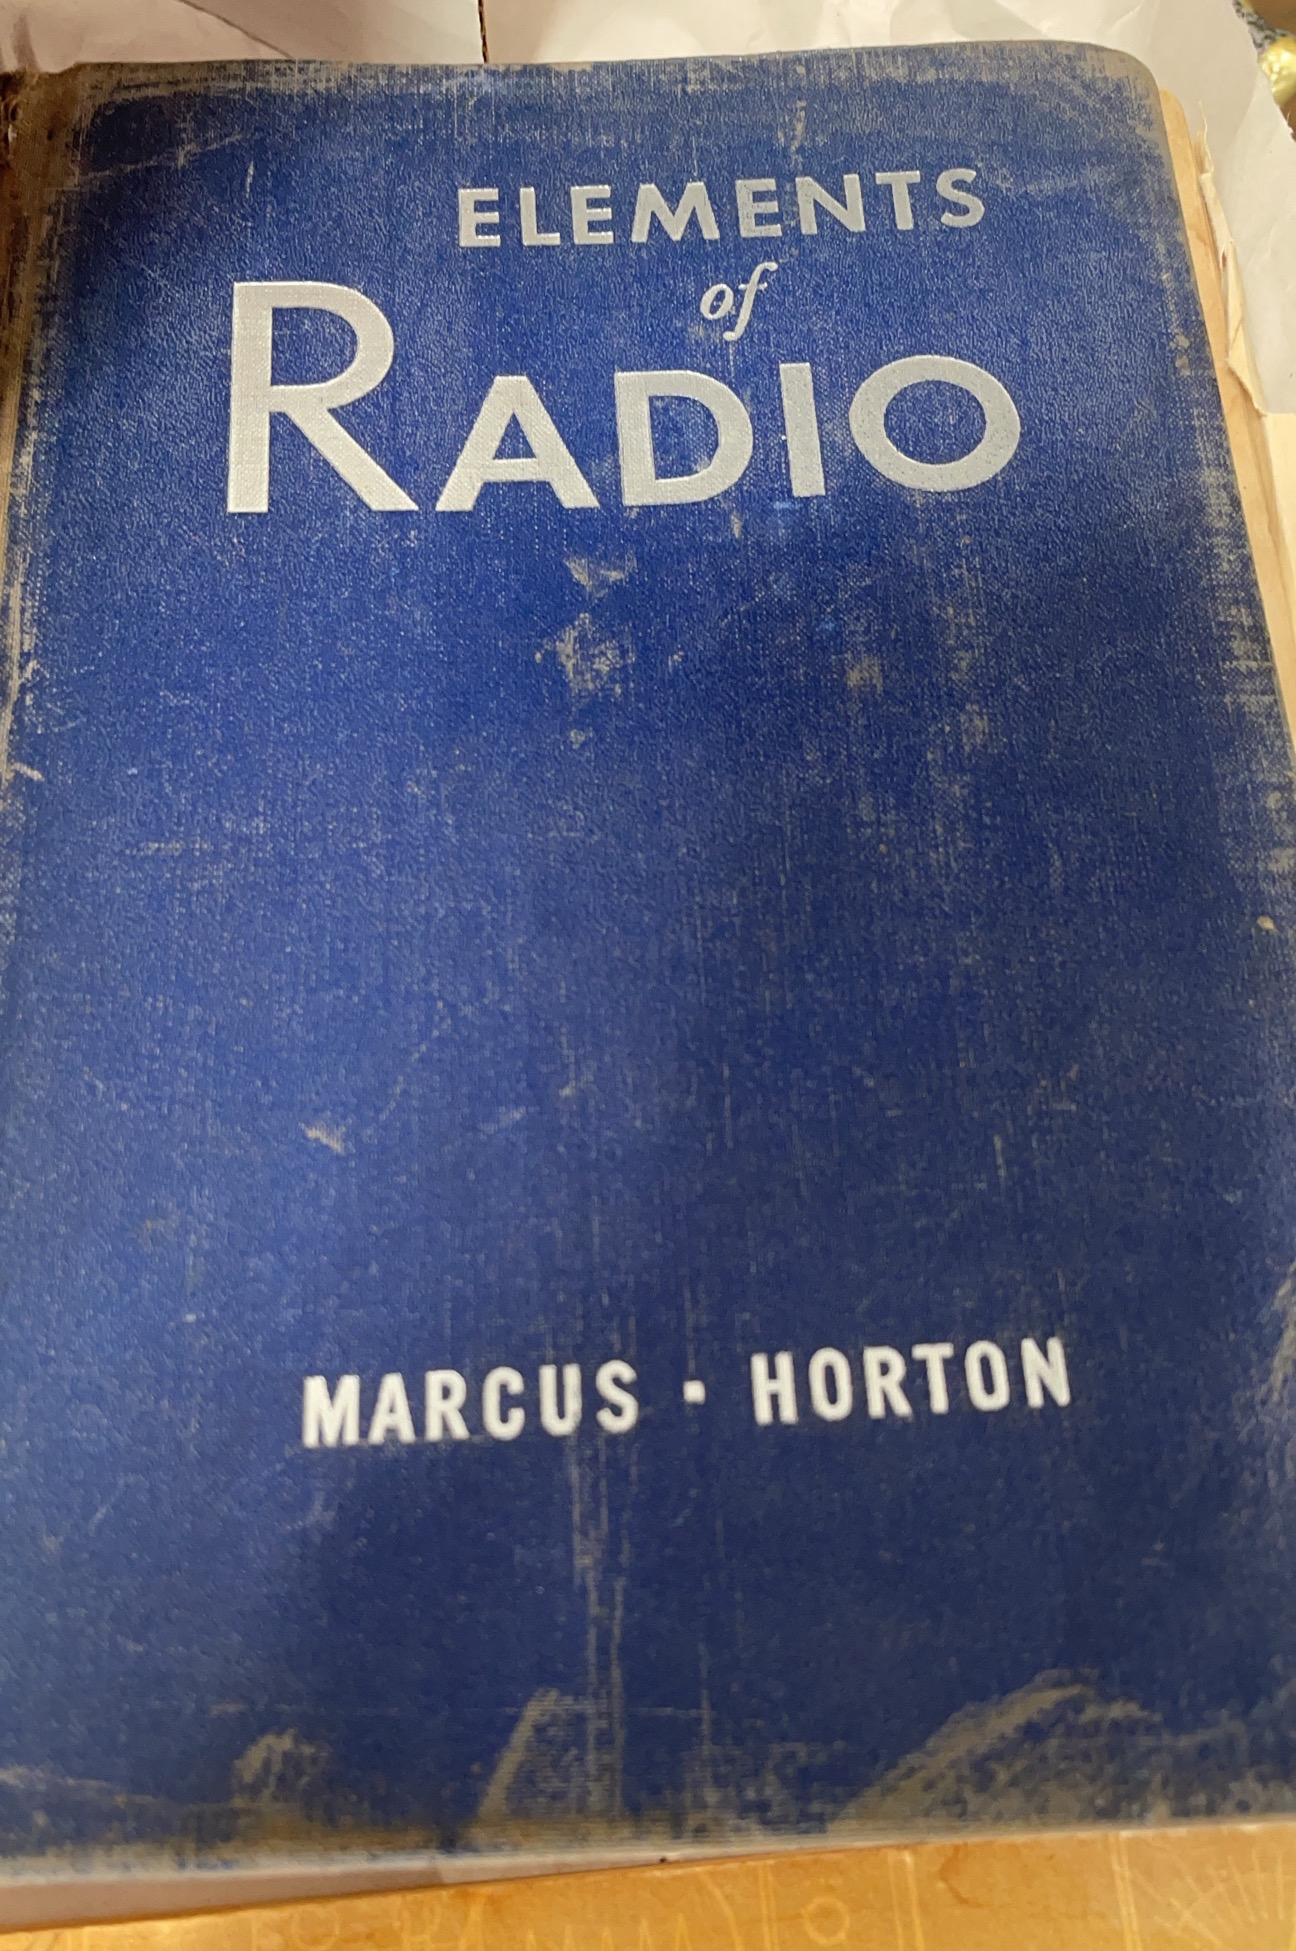 ELEMENTS
of
RADIO
MARCUS · HORTON